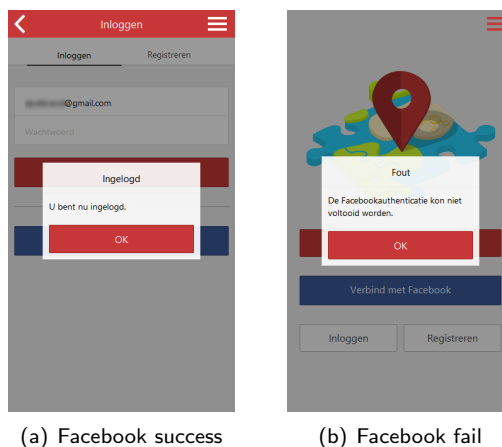 Inloggen
Inloggen Registreren
@gmail.com
Wachtwoord
Ingelogd
U bent nu ingelogd.
OK
(a) Facebook success
Fout
De Facebookauthenticatie kon niet
voltooid worden.
OK
Verbind met Facebook
Inloggen Registreren
(b) Facebook fail